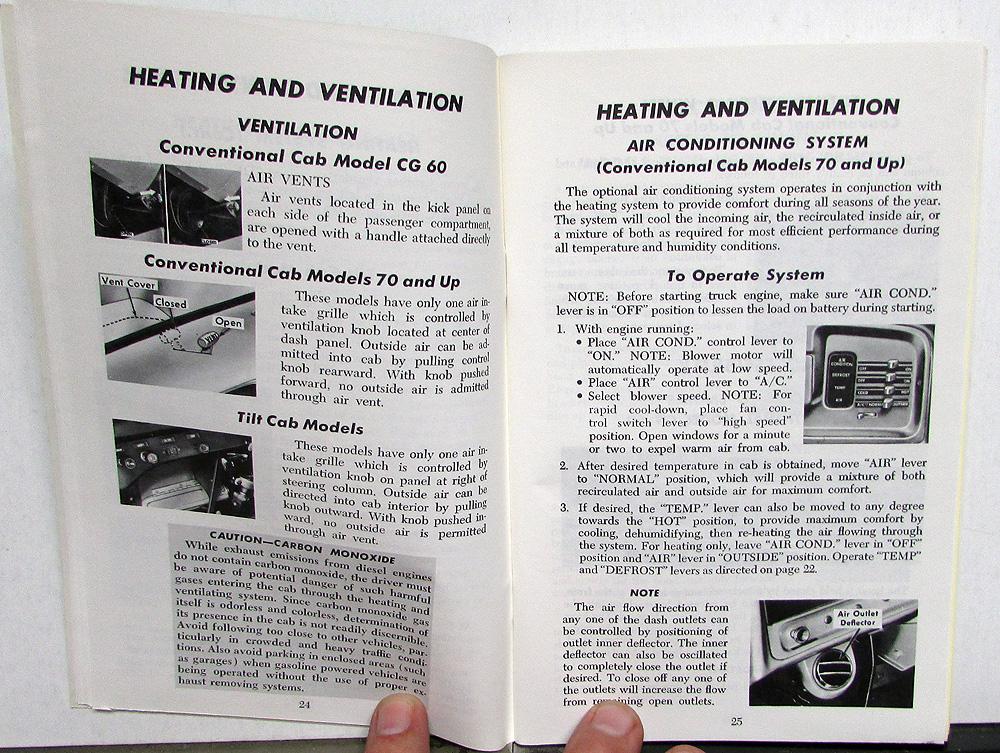 HEATING AND VENTILATION
VENTILATION
Conventional Cab Model CG 60
AIR VENTS
Air vents located in the kick panel on
each side of the passenger compartment,
are opened with a handle attached directly
to the vent.
Conventional Cab Models 70 and Up
Vent Cover
Closed
Open
These models have only one air in-
take grille which is controlled by
ventilation knob located at center of
dash panel. Outside air can be ad-
mitted into cab by pulling control
knob rearward. With knob pushed
forward, no outside air is admitted
through air vent.
Tilt Cab Models
These models have only one air in-
take grille which is controlled by
ventilation knob on panel at right of
steering column. Outside air can be
directed into cab interior by pulling
knob outward. With knob pushed in-
ward, no outside air is permitted
through air vent.
CAUTION—CARBON MONOXIDE
While exhaust emissions from diesel engines
do not contain carbon monoxide, the driver must
be aware of potential danger of such harmful
gases entering the cab through the heating and
ventilating system. Since carbon monoxide gas
itself is odorless and colorless, determination of
its presence in the cab is not readily discernible.
Avoid following too close to other vehicles, par-
ticularly in crowded and heavy traffic condi-
tions. Also avoid parking in enclosed areas (such
as garages) when gasoline powered vehicles are
being operated without the use of proper ex-
haust removing systems.
24
HEATING AND VENTILATION
AIR CONDITIONING SYSTEM
(Conventional Cab Models 70 and Up)
The optional air conditioning system operates in conjunction with
the heating system to provide comfort during all seasons of the year.
The system will cool the incoming air, the recirculated inside air, or
a mixture of both as required for most efficient performance during
all temperature and humidity conditions.
To Operate System
NOTE: Before starting truck engine, make sure “AIR COND.”
lever is in “OFF” position to lessen the load on battery during starting.
1. With engine running:
• Place “AIR COND.” control lever to
“ON.” NOTE: Blower motor will
automatically operate at low speed.
• Place “AIR” control lever to “A/C.”
• Select blower speed. NOTE: For
rapid cool-down, place fan con-
trol switch lever to “high speed”
position. Open windows for a minute
or two to expel warm air from cab.
AIR
CONDITION
OFF ON
DEFROST
OFF ON
TEMP
COLD HOT
AIR
A/C NORMAL OUTSIDE
2. After desired temperature in cab is obtained, move “AIR” lever
to “NORMAL” position, which will provide a mixture of both
recirculated air and outside air for maximum comfort.
3. If desired, the “TEMP.” lever can also be moved to any degree
towards the “HOT” position, to provide maximum comfort by
cooling, dehumidifying, then re-heating the air flowing through
the system. For heating only, leave “AIR COND.” lever in “OFF”
position and “AIR” lever in “OUTSIDE” position. Operate “TEMP”
and “DEFROST” levers as directed on page 22.
NOTE
The air flow direction from
any one of the dash outlets can
be controlled by positioning of
outlet inner deflector. The inner
deflector can also be oscillated
to completely close the outlet if
desired. To close off any one of
the outlets will increase the flow
from remaining open outlets.
Air Outlet
Deflector
25